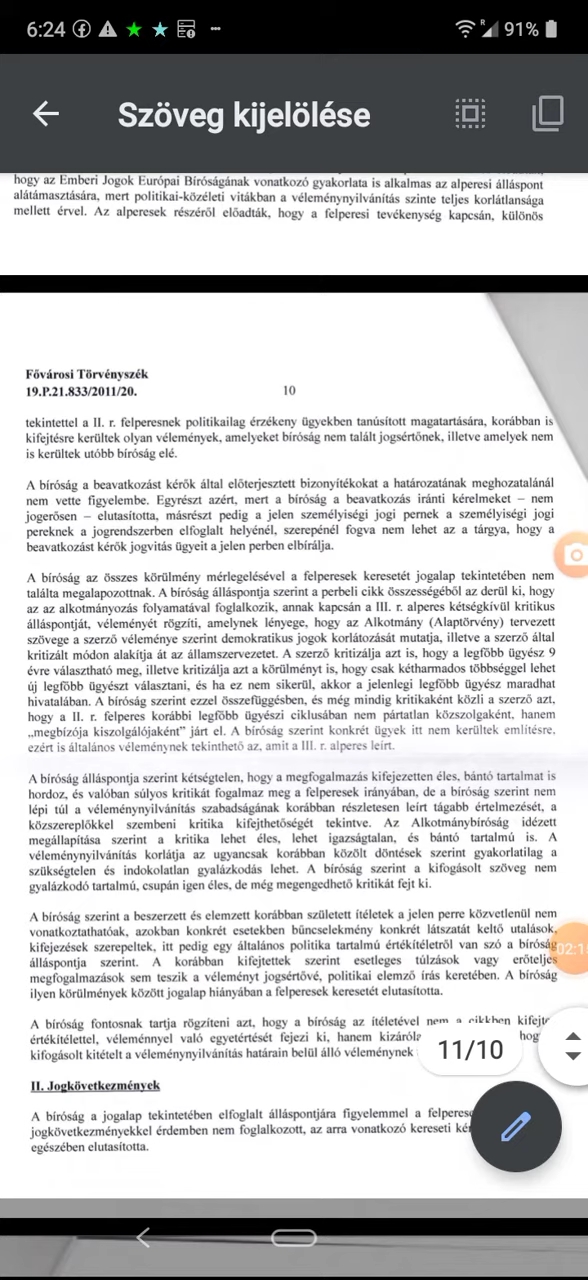 6:24
91%
Szöveg kijelölése
hogy az Emberi Jogok Európai Bíróságának vonatkozó gyakorlata is alkalmas az alperesi álláspont
alátámasztására, mert politikai-közéleti vitákban a véleménynyilvánítás szinte teljes korlátlansága
mellett érvel. Az alperesek részéről előadták, hogy a felperesi tevékenység kapcsán, különös
Fővárosi Törvényszék
19.P.21.833/2011/20.
10
tekintettel a II. r. felperesnek politikailag érzékeny ügyekben tanúsított magatartására, korábban is
kifejtésre kerültek olyan vélemények, amelyeket bíróság nem talált jogsértőnek, illetve amelyek nem
is kerültek utóbb bíróság elé.
A bíróság a beavatkozást kérők által előterjesztett bizonyítékokat a határozatának meghozatalánál
nem vette figyelembe. Egyrészt azért, mert a bíróság a beavatkozás iránti kérelmeket – nem
jogerősen – elutasította, másrészt pedig a jelen személyiségi jogi pernek a személyiségi jogi
pereknek a jogrendszerben elfoglalt helyénél, szerepénél fogva nem lehet az a tárgya, hogy a
beavatkozást kérők jogvitás ügyeit a jelen perben elbírálja.
A bíróság az összes körülmény mérlegelésével a felperesek keresetét jogalap tekintetében nem
találta megalapozottnak. A bíróság álláspontja szerint a perbeli cikk összességéből az derül ki, hogy
az az alkotmányozás folyamatával foglalkozik, annak kapcsán a III. r. alperes kétségkívül kritikus
álláspontját, véleményét rögzíti, amelynek lényege, hogy az Alkotmány (Alaptörvény) tervezett
szövege a szerző véleménye szerint demokratikus jogok korlátozását mutatja, illetve a szerző által
kritizált módon alakítja át az államszervezetet. A szerző kritizálja azt is, hogy a legfőbb ügyész 9
évre választható meg, illetve kritizálja azt a körülményt is, hogy csak kétharmados többséggel lehet
új legfőbb ügyészt választani, és ha ez nem sikerül, akkor a jelenlegi legfőbb ügyész maradhat
hivatalában. A bíróság szerint ezzel összefüggésben, és még mindig kritikaként közli a szerző azt,
hogy a II. r. felperes korábbi legfőbb ügyészi ciklusában nem pártatlan közszolgaként, hanem
„megbízója kiszolgálójaként” járt el. A bíróság szerint konkrét ügyek itt nem kerültek említésre,
ezért is általános véleménynek tekinthető az, amit a III. r. alperes leírt.
A bíróság álláspontja szerint kétségtelen, hogy a megfogalmazás kifejezetten éles, bántó tartalmat is
hordoz, és valóban súlyos kritikát fogalmaz meg a felperesek irányában, de a bíróság szerint nem
lépi túl a véleménynyilvánítás szabadságának korábban részletesen leírt tágabb értelmezését, a
közszereplőkkel szembeni kritika kifejthetőségét tekintve. Az Alkotmánybíróság idézett
megállapítása szerint a kritika lehet éles, lehet igazságtalan, és bántó tartalmú is. A
véleménynyilvánítás korlátja az ugyancsak korábban közölt döntések szerint gyakorlatilag a
szükségtelen és indokolatlan gyalázkodás lehet. A bíróság szerint a kifogásolt szöveg nem
gyalázkodó tartalmú, csupán igen éles, de még megengedhető kritikát fejt ki.
A bíróság szerint a beszerzett és elemzett korábban született ítéletek a jelen perre közvetlenül nem
vonatkoztathatóak, azokban konkrét esetekben bűncselekmény konkrét látszatát keltő utalások,
kifejezések szerepeltek, itt pedig egy általános politika tartalmú értékítéletről van szó a bíróság
álláspontja szerint. A korábban kifejtettek szerint esetleges túlzások vagy erőteljes
megfogalmazások sem teszik a véleményt jogsértővé, politikai elemző írás keretében. A bíróság
ilyen körülmények között jogalap hiányában a felperesek keresetét elutasította.
02:1
A bíróság fontosnak tartja rögzíteni azt, hogy a bíróság az ítéletével nem a cikkben kifejte
értékítélettel, véleménnyel való egyetértését fejezi ki, hanem kizáróla hog
kifogásolt kitételt a véleménynyilvánítás határain belül álló véleménynek
11/10
II. Jogkövetkezmények
A bíróság a jogalap tekintetében elfoglalt álláspontjára figyelemmel a felperese
jogkövetkezményekkel érdemben nem foglalkozott, az arra vonatkozó kereseti kér
egészében elutasította.